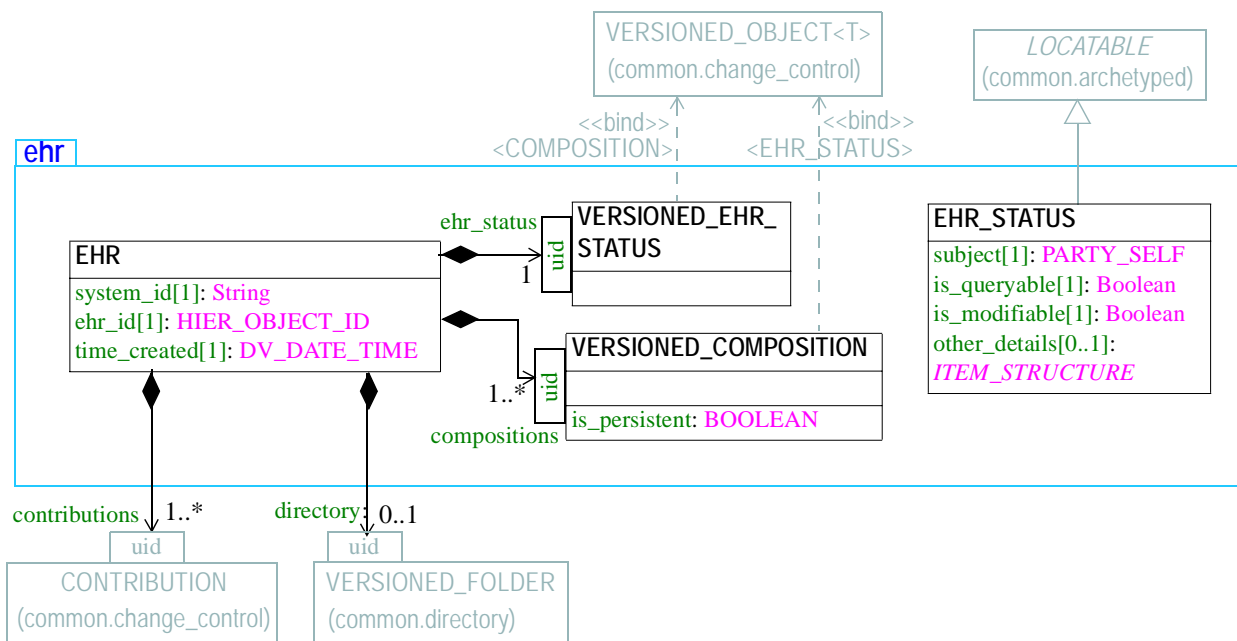 VERSIONED_OBJECT<T>
(common.change_control)
LOCATABLE
(common.archetyped)
<<bind>>
<COMPOSITION>
<<bind>>
<EHR_STATUS>
ehr
EHR
system_id[1]: String
ehr_id[1]: HIER_OBJECT_ID
time_created[1]: DV_DATE_TIME
ehr_status
1
uid
VERSIONED_EHR_
STATUS
1..*
compositions
uid
VERSIONED_COMPOSITION
is_persistent: BOOLEAN
EHR_STATUS
subject[1]: PARTY_SELF
is_queryable[1]: Boolean
is_modifiable[1]: Boolean
other_details[0..1]:
ITEM_STRUCTURE
contributions
1..*
directory:
0..1
uid
CONTRIBUTION
(common.change_control)
uid
VERSIONED_FOLDER
(common.directory)